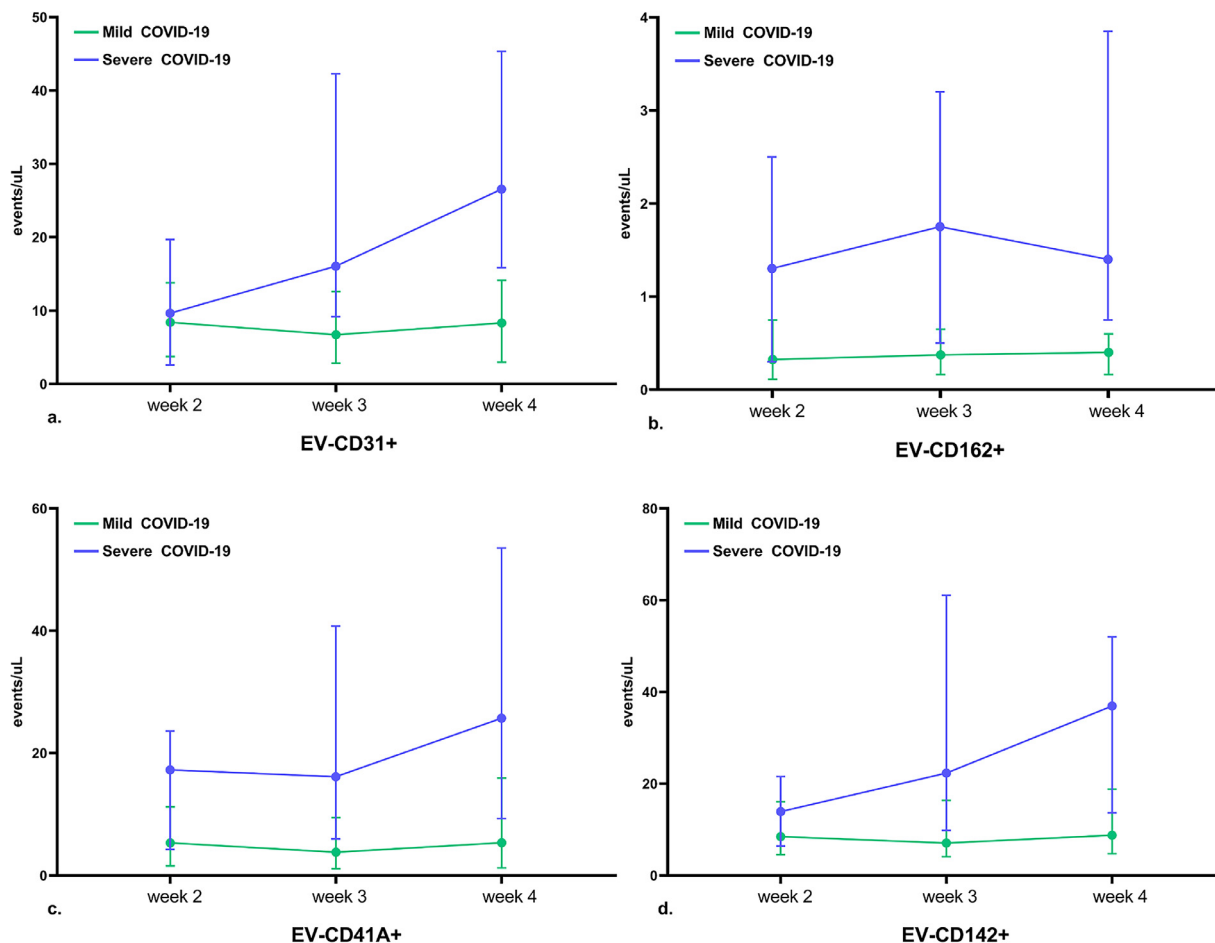 50
40
30
20
10
0
events/uL
Mild COVID-19
Severe COVID-19
week 2
week 3
week 4
a.
EV-CD31+
4
3
2
1
0
events/uL
Mild COVID-19
Severe COVID-19
week 2
week 3
week 4
b.
EV-CD162+
60
40
20
0
events/uL
Mild COVID-19
Severe COVID-19
week 2
week 3
week 4
c.
EV-CD41A+
80
60
40
20
0
events/uL
Mild COVID-19
Severe COVID-19
week 2
week 3
week 4
d.
EV-CD142+